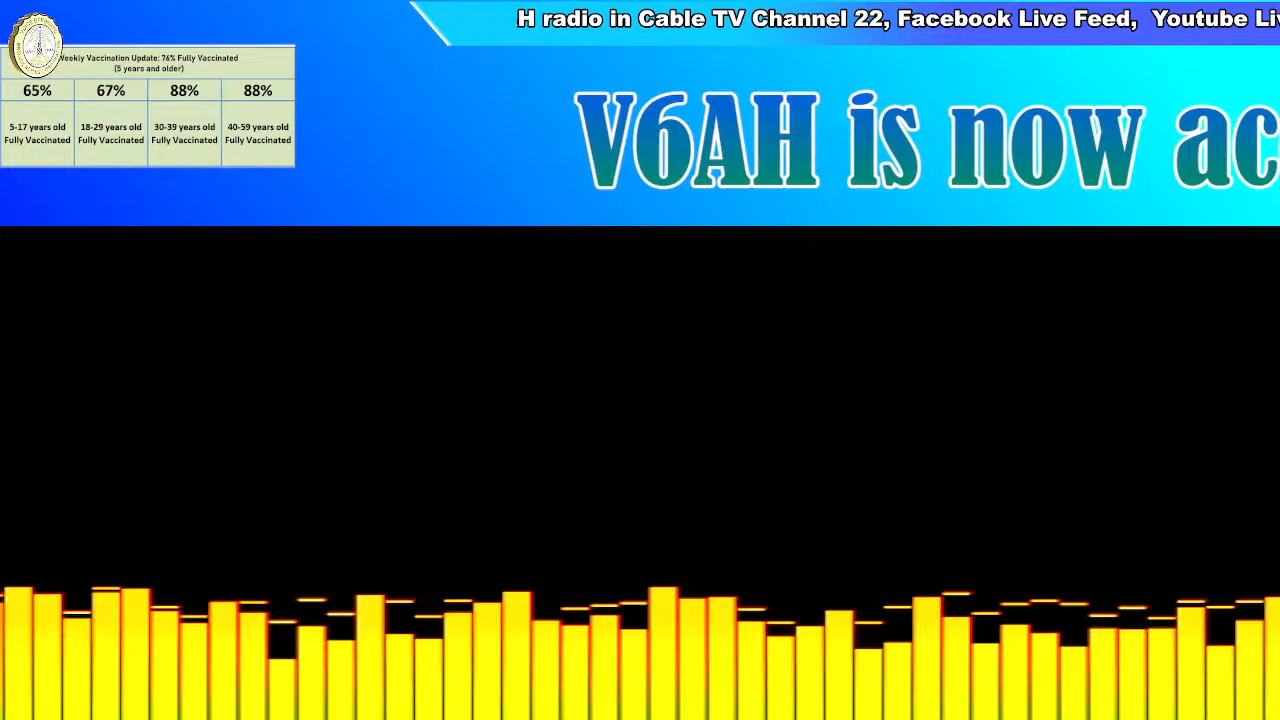 H radio in Cable TV Channel 22, Facebook Live Feed, Youtube Liv
Weekly Vaccination Update: 76% Fully Vaccinated
(5 years and older)
65% 67% 88% 88%
5-17 years old 18-29 years old 30-39 years old 40-59 years old
Fully Vaccinated Fully Vaccinated Fully Vaccinated Fully Vaccinated
V6AH is now ac